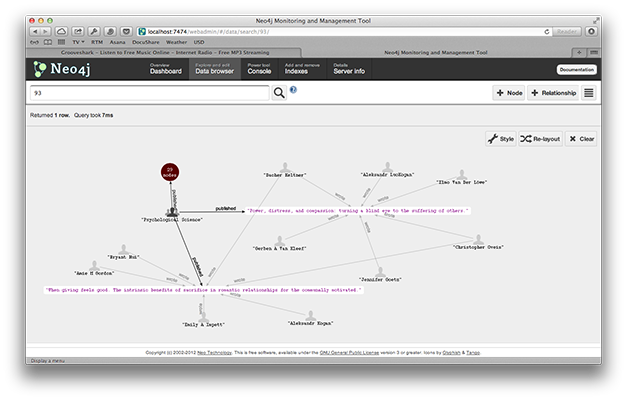 Neo4j Monitoring and Management Tool
localhost:7474/webadmin/#/data/search/93/
Reader
TV RTM Asana DocuShare Weather USD
Grooveshark - Listen to Free Music Online - Internet Radio - Free MP3 Streaming
Neo4j Monitoring and Management Tool
Neo4j
Overview
Dashboard
Explore and edit
Data browser
Power tool
Console
Add and remove
Indexes
Details
Server info
Documentation
93
Node
Relationship
Returned 1 row. Query took 7ms
Style
Re-layout
Clear
"Dacher Keltner"
"Elmo Van Der Löwe"
published
"Psychological Science"
published
"Power, distress, and compassion: turning a blind eye to the suffering of others."
"Gerben A Van Kleef"
"Christopher Oveis"
"Bryant Hui"
published
"Amie M Gordon"
"Jennifer Goetz"
"When giving feels good. The intrinsic benefits of sacrifice in romantic relationships for the communally motivated."
"Emily A Impett"
"Aleksandr Kogan"
Copyright (c) 2002-2012 Neo Technology. This is free software, available under the GNU General Public License version 3 or greater. Icons by Glyphish & Tango.
Display a menu